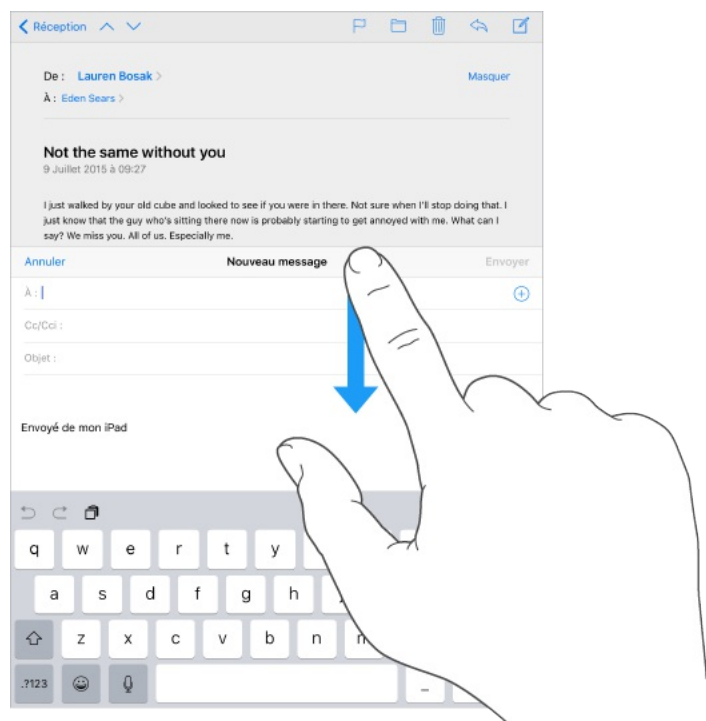 Réception
De : Lauren Bosak
Masquer
À : Eden Sears
Not the same without you
9 Juillet 2015 à 09:27
I just walked by your old cube and looked to see if you were in there. Not sure when I'll stop doing that. I
just know that the guy who's sitting there now is probably starting to get annoyed with me. What can I
say? We miss you. All of us. Especially me.
Annuler Nouveau message Envoyer
À :
Cc/Cci :
Objet :
Envoyé de mon iPad
q w e r t y
a s d f g h
z x c v b n m
.?123 _